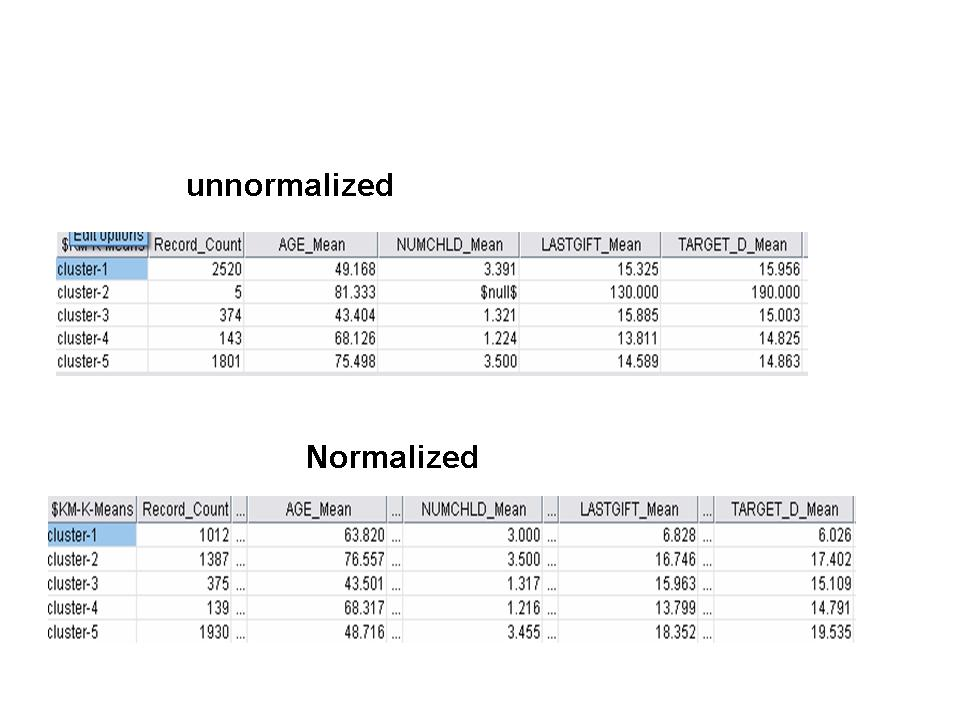 unnormalized
Edit options
$KM-K-Means Record_Count AGE_Mean NUMCHLD_Mean LASTGIFT_Mean TARGET_D_Mean
cluster-1 2520 49.168 3.391 15.325 15.956
cluster-2 5 81.333 $null$ 130.000 190.000
cluster-3 374 43.404 1.321 15.885 15.003
cluster-4 143 68.126 1.224 13.811 14.825
cluster-5 1801 75.498 3.500 14.589 14.863
Normalized
$KM-K-Means Record_Count ... AGE_Mean ... NUMCHLD_Mean ... LASTGIFT_Mean ... TARGET_D_Mean
cluster-1 1012 ... 63.820 ... 3.000 ... 6.828 ... 6.026
cluster-2 1387 ... 76.557 ... 3.500 ... 16.746 ... 17.402
cluster-3 375 ... 43.501 ... 1.317 ... 15.963 ... 15.109
cluster-4 139 ... 68.317 ... 1.216 ... 13.799 ... 14.791
cluster-5 1930 ... 48.716 ... 3.455 ... 18.352 ... 19.535